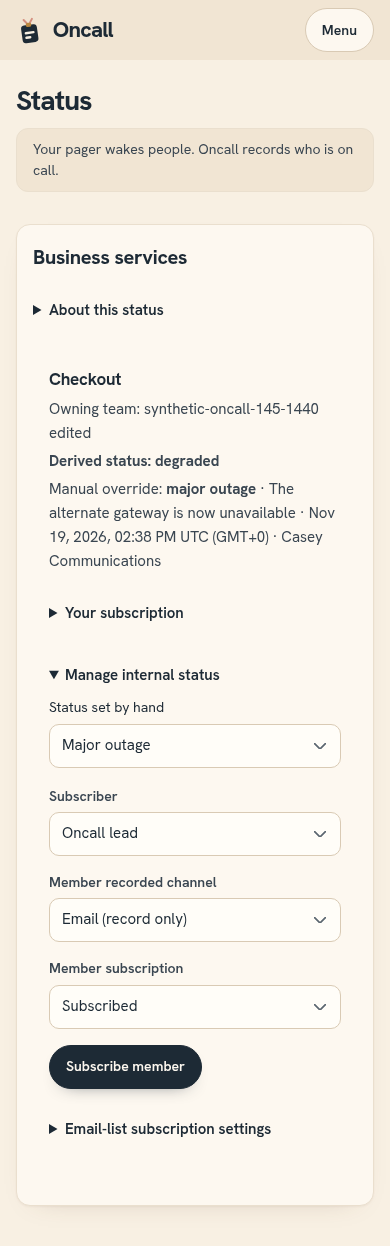 Oncall
Menu
Status
Your pager wakes people. Oncall records who is on
call.
Business services
About this status
Checkout
Owning team: synthetic-oncall-145-1440
edited
Derived status: degraded
Manual override: major outage · The
alternate gateway is now unavailable · Nov
19, 2026, 02:38 PM UTC (GMT+0) · Casey
Communications
Your subscription
Manage internal status
Status set by hand
Major outage
Subscriber
Oncall lead
Member recorded channel
Email (record only)
Member subscription
Subscribed
Subscribe member
Email-list subscription settings